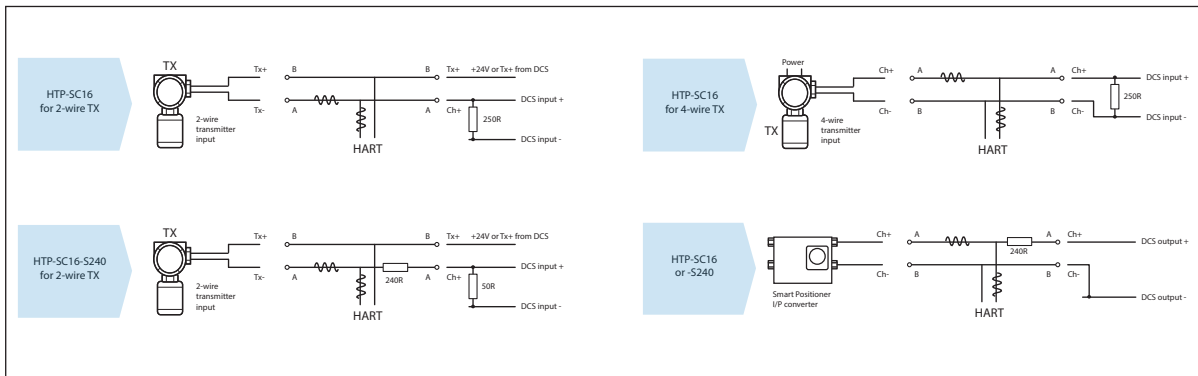 HTP-SC16
for 2-wire TX
TX
Tx+
Tx-
2-wire
transmitter
input
B
A
HART
B
A
Tx+
Ch+
+24V or Tx+ from DCS
DCS input +
250R
DCS input -
HTP-SC16
for 4-wire TX
Power
TX
4-wire
transmitter
input
Ch+
Ch-
A
B
HART
A
B
Ch+
Ch-
DCS input +
250R
DCS input -
HTP-SC16-S240
for 2-wire TX
TX
Tx+
Tx-
2-wire
transmitter
input
B
A
HART
240R
B
A
Tx+
Ch+
+24V or Tx+ from DCS
DCS input +
50R
DCS input -
HTP-SC16
or -S240
Smart Positioner
I/P converter
Ch+
Ch-
A
B
HART
240R
A
B
Ch+
Ch-
DCS output +
DCS output -